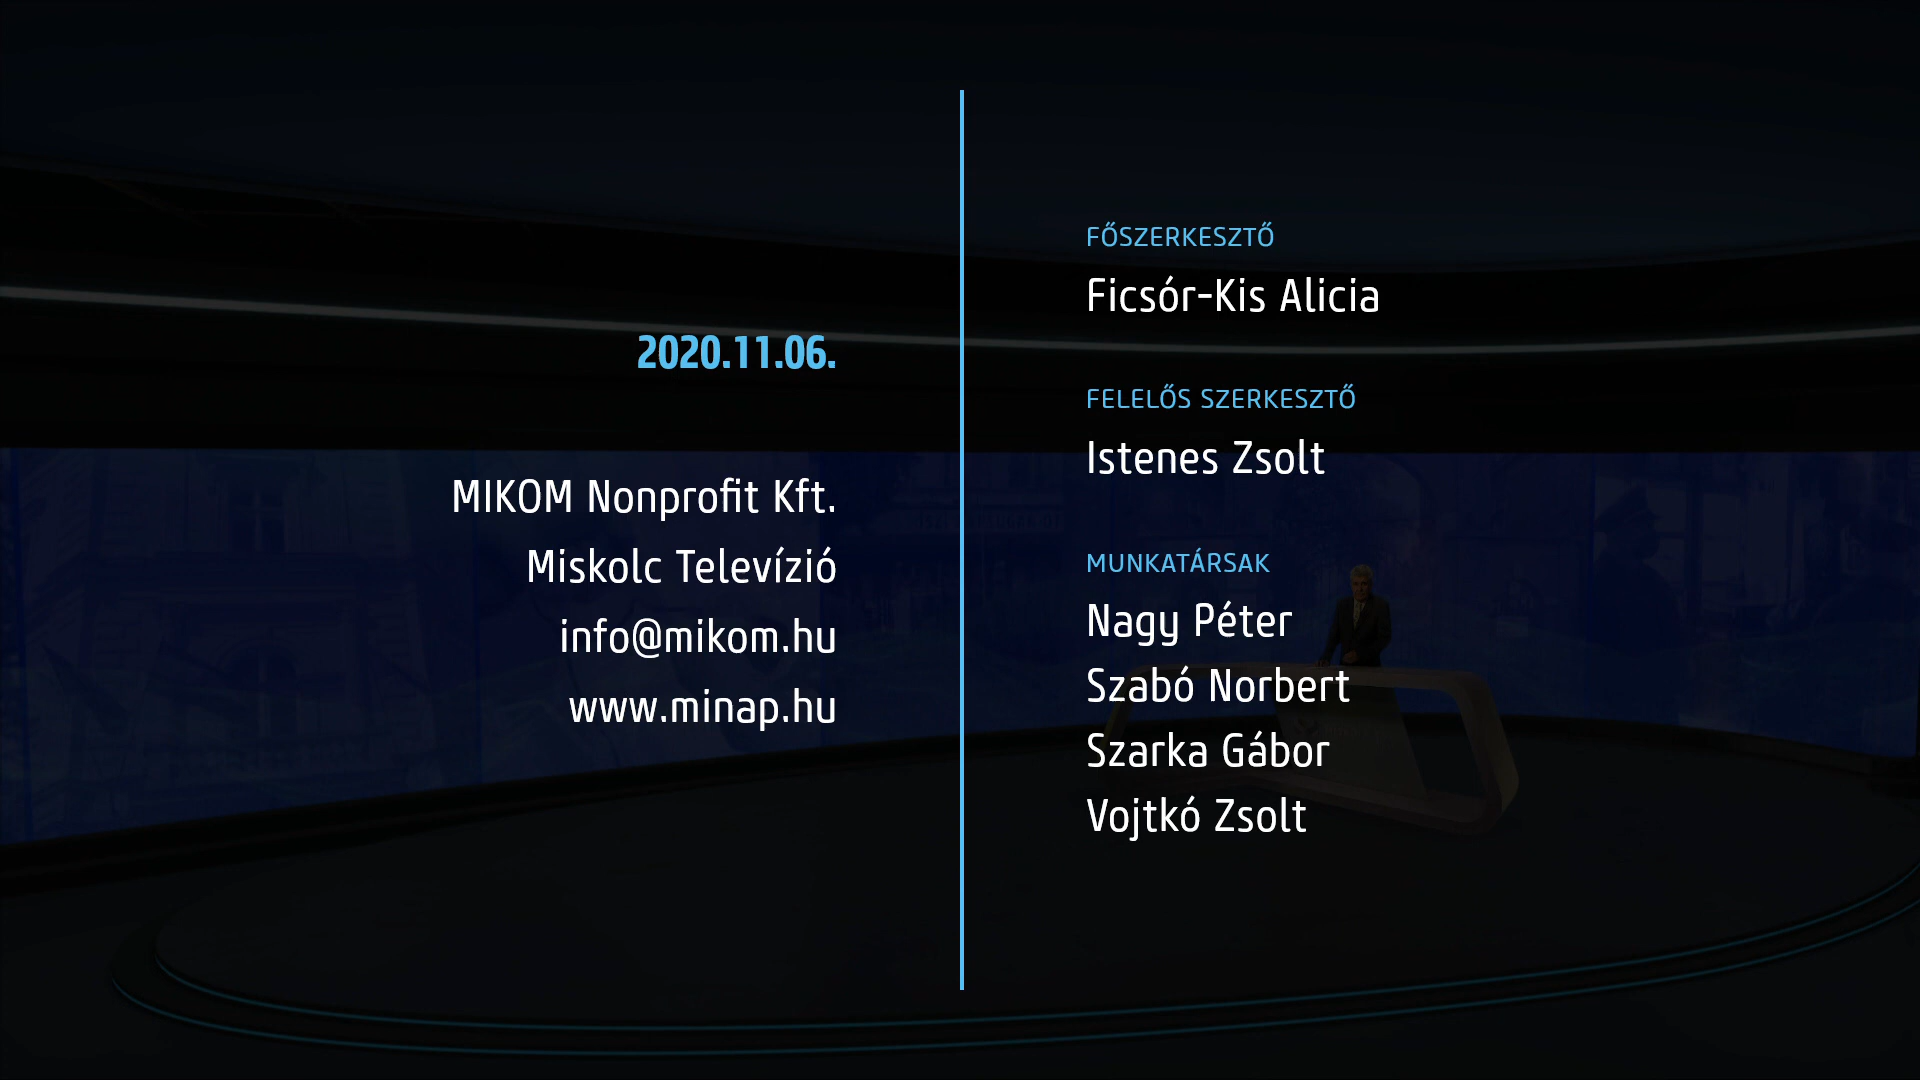 2020.11.06.
MIKOM Nonprofit Kft.
Miskolc Televízió
info@mikom.hu
www.minap.hu
FŐSZERKESZTŐ
Ficsór-Kis Alicia
FELELŐS SZERKESZTŐ
Istenes Zsolt
MUNKATÁRSAK
Nagy Péter
Szabó Norbert
Szarka Gábor
Vojtkó Zsolt